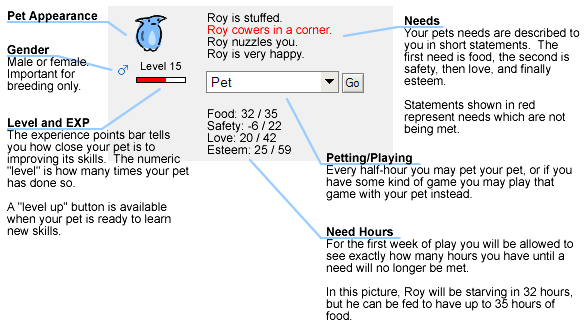 Pet Appearance
Gender
Male or female.
Important for
breeding only.
Level and EXP
The experience points bar tells
you how close your pet is to
improving its skills.  The numeric
"level" is how many times your pet
has done so.
A "level up" button is available
when your pet is ready to learn
new skills.
Level 15
Roy is stuffed.
Roy cowers in a corner.
Roy nuzzles you.
Roy is very happy.
Pet
Go
Food: 32 / 35
Safety: -6 / 22
Love: 20 / 42
Esteem: 25 / 59
Needs
Your pets needs are described to
you in short statements.  The
first need is food, the second is
safety, then love, and finally
esteem.
Statements shown in red
represent needs which are not
being met.
Petting/Playing
Every half-hour you may pet your pet, or if you
have some kind of game you may play that
game with your pet instead.
Need Hours
For the first week of play you will be allowed to
see exactly how many hours you have until a
need will no longer be met.
In this picture, Roy will be starving in 32 hours,
but he can be fed to have up to 35 hours of
food.